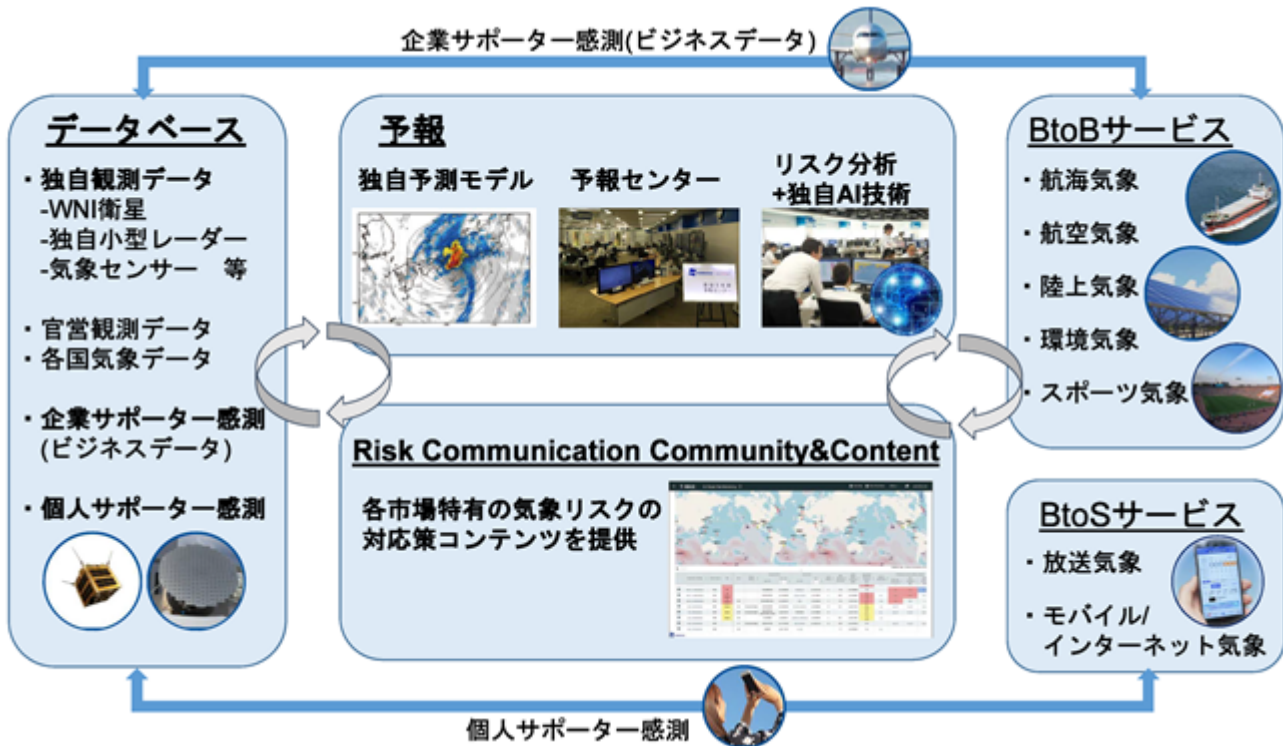 企業サポーター感測(ビジネスデータ)
データベース
・独自観測データ
-WNI衛星
-独自小型レーダー
-気象センサー 等
・官営観測データ
・各国気象データ
・企業サポーター感測
(ビジネスデータ)
・個人サポーター感測
予報
独自予測モデル
予報センター
リスク分析
+独自AI技術
Risk Communication Community&Content
各市場特有の気象リスクの
対応策コンテンツを提供
BtoBサービス
・航海気象
・航空気象
・陸上気象
・環境気象
・スポーツ気象
BtoSサービス
・放送気象
・モバイル/
インターネット気象
個人サポーター感測